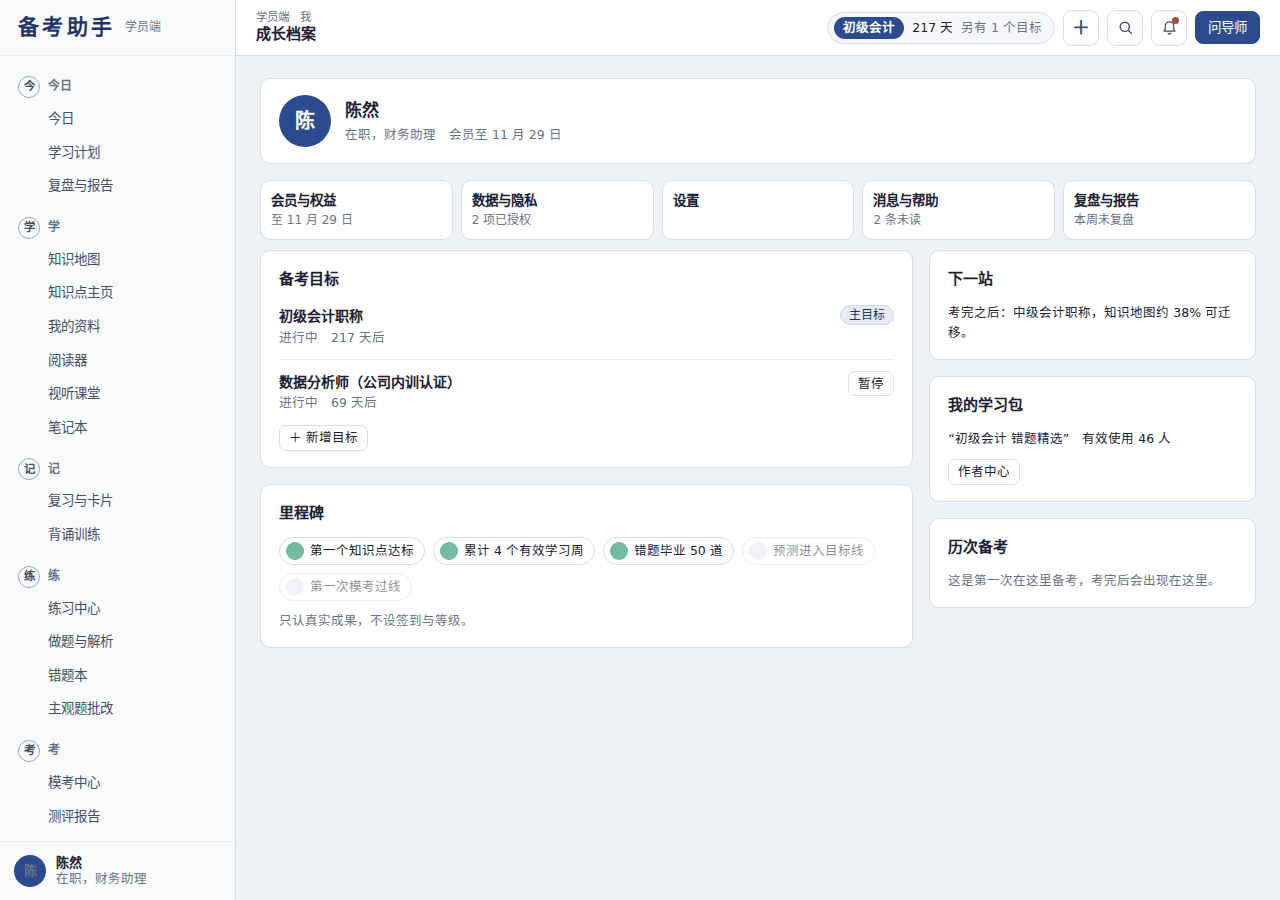 备考助手 学员端
今 今日
今日
学习计划
复盘与报告
学 学
知识地图
知识点主页
我的资料
阅读器
视听课堂
笔记本
记 记
复习与卡片
背诵训练
练 练
练习中心
做题与解析
错题本
主观题批改
考 考
模考中心
测评报告
陈 陈然
在职，财务助理
学员端 我
成长档案
初级会计 217 天 另有 1 个目标
问导师
陈
陈然
在职，财务助理 会员至 11 月 29 日
会员与权益
至 11 月 29 日
数据与隐私
2 项已授权
设置
消息与帮助
2 条未读
复盘与报告
本周未复盘
备考目标
初级会计职称 主目标
进行中 217 天后
数据分析师（公司内训认证） 暂停
进行中 69 天后
＋ 新增目标
里程碑
第一个知识点达标 累计 4 个有效学习周 错题毕业 50 道 预测进入目标线
第一次模考过线
只认真实成果，不设签到与等级。
下一站
考完之后：中级会计职称，知识地图约 38% 可迁
移。
我的学习包
“初级会计 错题精选” 有效使用 46 人
作者中心
历次备考
这是第一次在这里备考，考完后会出现在这里。